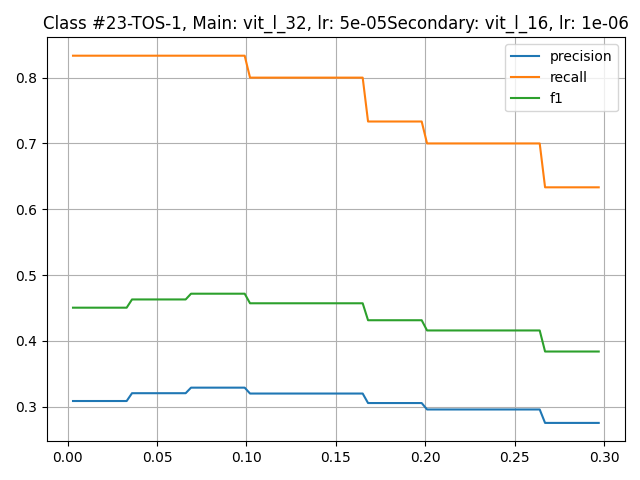 Class #23-TOS-1, Main: vit_l_32, lr: 5e-05Secondary: vit_l_16, lr: 1e-06
precision
recall
f1
0.8
0.7
0.6
0.5
0.4
0.3
0.00 0.05 0.10 0.15 0.20 0.25 0.30